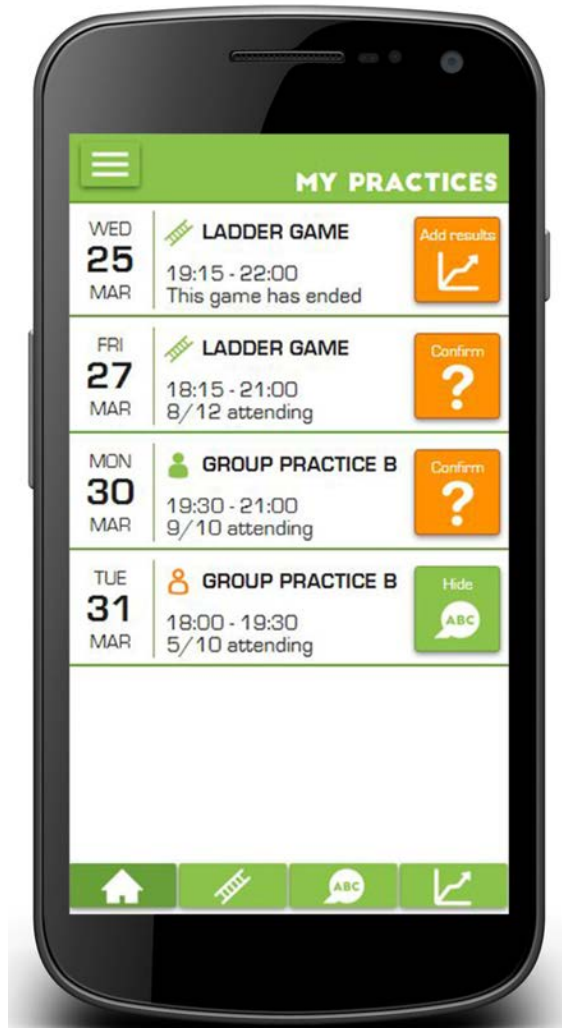 MY PRACTICES
WED
25
MAR
LADDER GAME
19:15 - 22:00
This game has ended
Add results
FRI
27
MAR
LADDER GAME
18:15 - 21:00
8/12 attending
Confirm
?
MON
30
MAR
GROUP PRACTICE B
19:30 - 21:00
9/10 attending
Confirm
?
TUE
31
MAR
GROUP PRACTICE B
18:00 - 19:30
5/10 attending
Hide
ABC
ABC